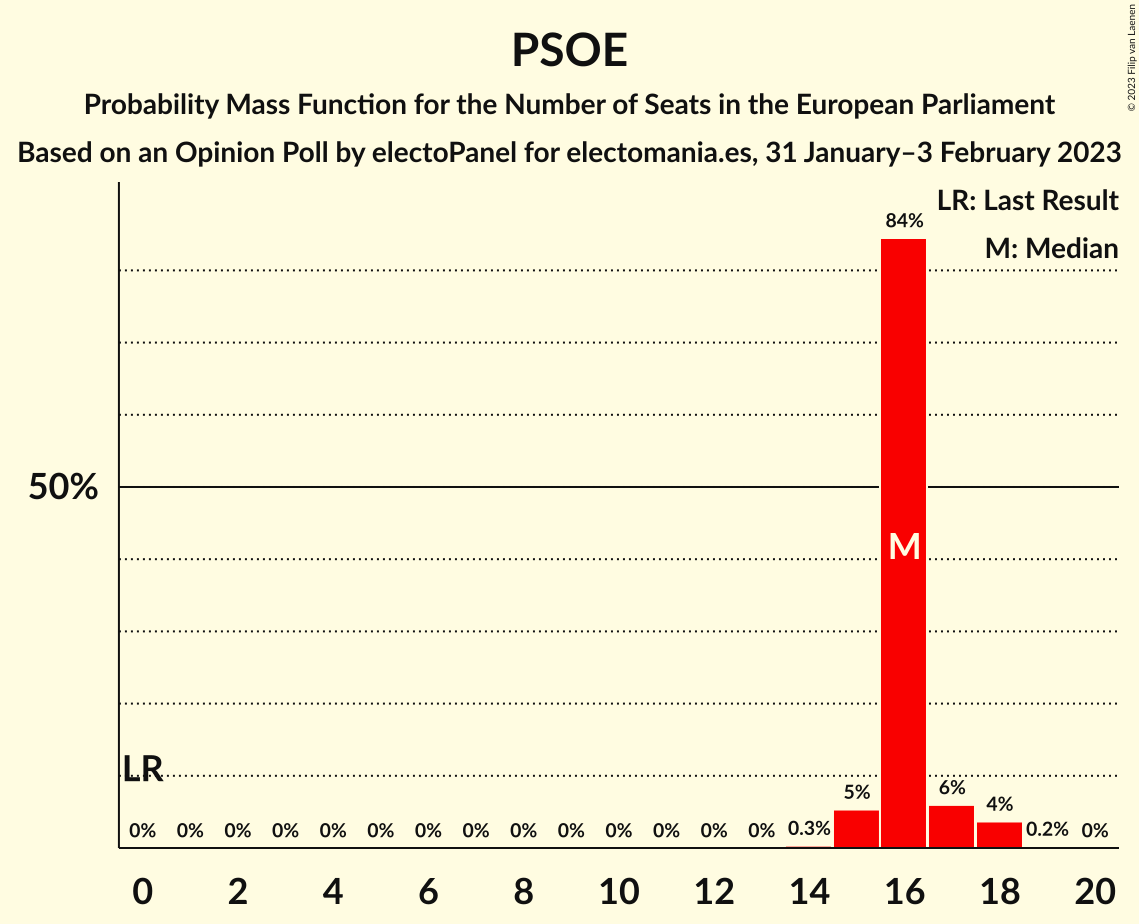 PSOE
Probability Mass Function for the Number of Seats in the European Parliament
Based on an Opinion Poll by electoPanel for electomania.es, 31 January–3 February 2023
© 2023 Filip van Laenen
LR: Last Result
M: Median
84%
50%
M
LR
0% 0% 0% 0% 0% 0% 0% 0% 0% 0% 0% 0% 0% 0% 0.3% 5% 6% 4% 0.2% 0%
0 2 4 6 8 10 12 14 16 18 20